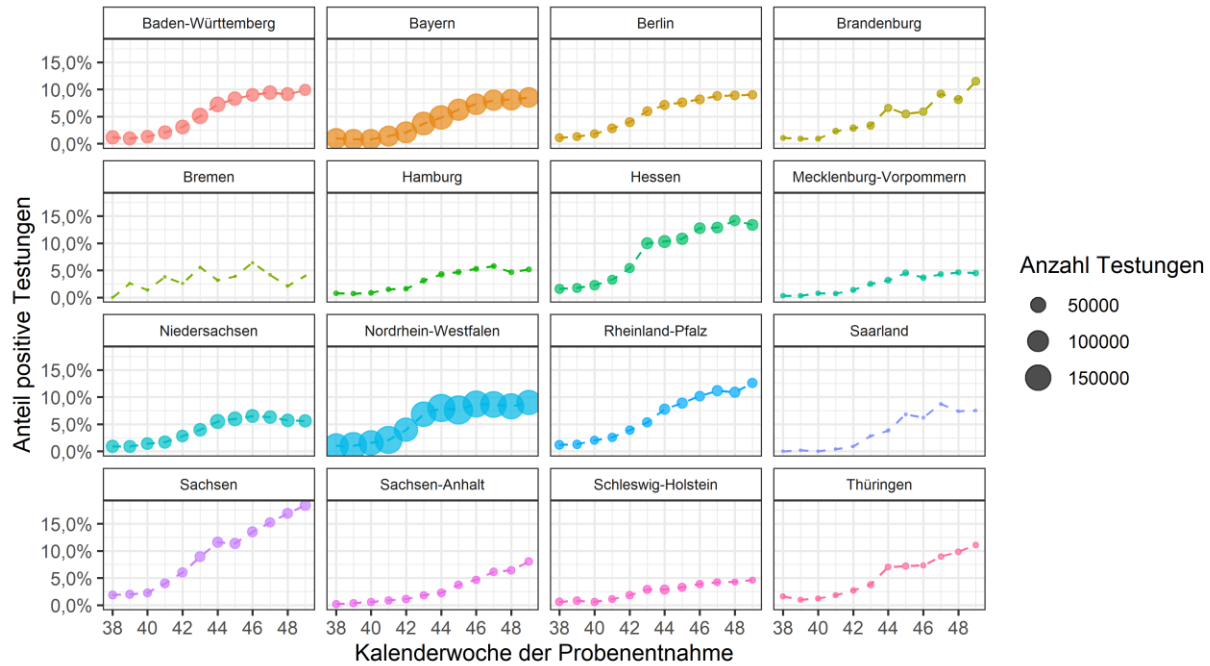 Baden-Württemberg
Bayern
Berlin
Brandenburg
15,0%
10,0%
5,0%
0,0%
Bremen
Hamburg
Hessen
Mecklenburg-Vorpommern
15,0%
10,0%
5,0%
0,0%
Niedersachsen
Nordrhein-Westfalen
Rheinland-Pfalz
Saarland
15,0%
10,0%
5,0%
0,0%
Sachsen
Sachsen-Anhalt
Schleswig-Holstein
Thüringen
15,0%
10,0%
5,0%
0,0%
38 40 42 44 46 48
38 40 42 44 46 48
38 40 42 44 46 48
38 40 42 44 46 48
Kalenderwoche der Probenentnahme
Anteil positive Testungen
Anzahl Testungen
50000
100000
150000